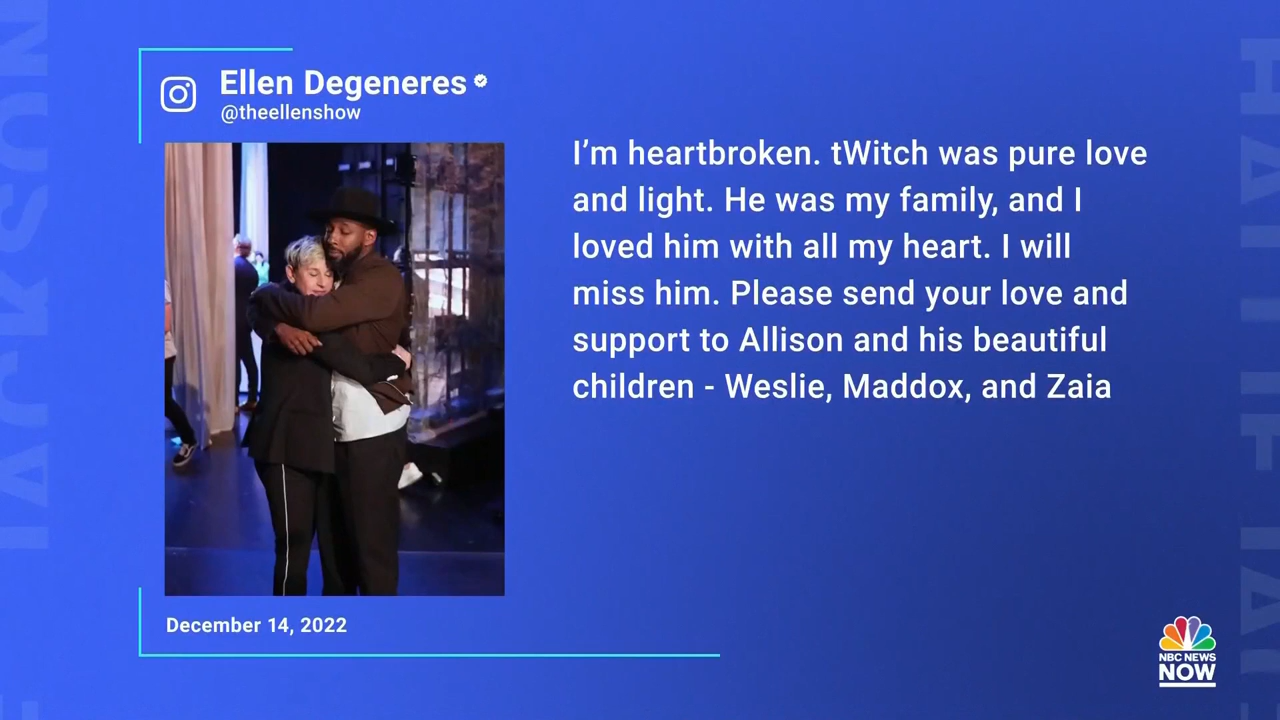 Ellen Degeneres
@theellenshow
I’m heartbroken. tWitch was pure love
and light. He was my family, and I
loved him with all my heart. I will
miss him. Please send your love and
support to Allison and his beautiful
children - Weslie, Maddox, and Zaia
December 14, 2022
NBC NEWS
NOW
JACKSON